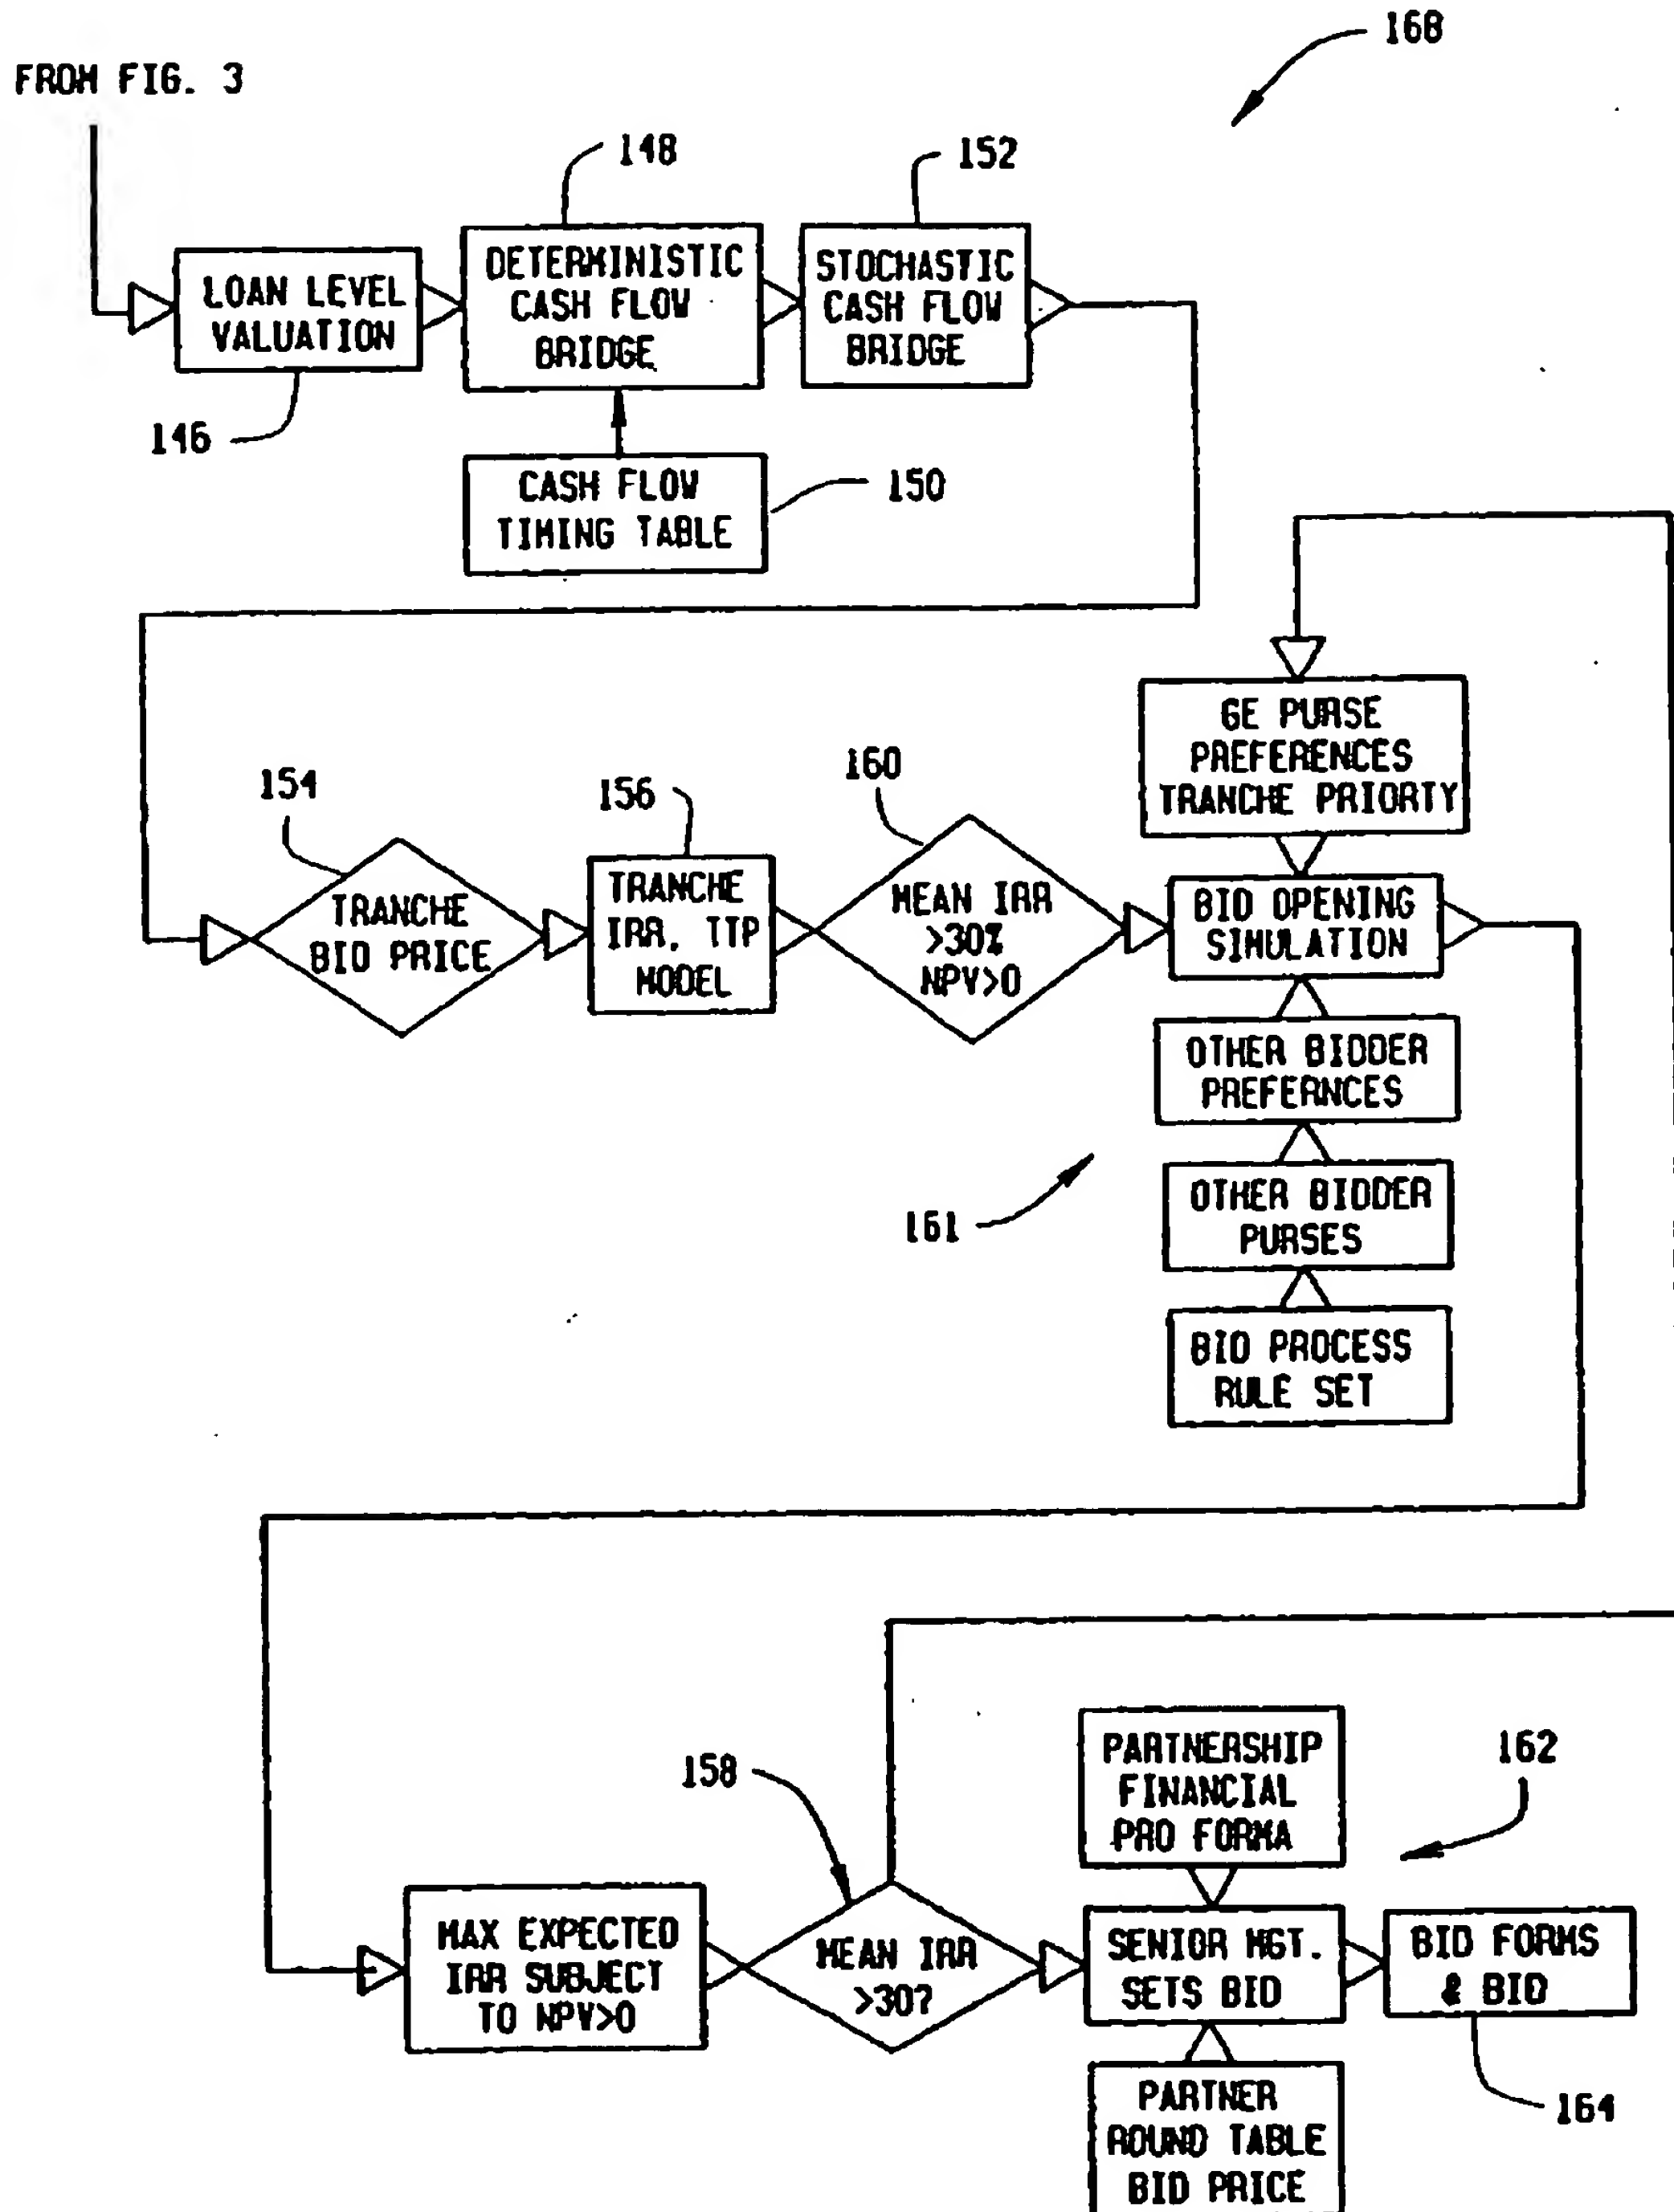 168
FROM FIG. 3
148
152
LOAN LEVEL
VALUATION
DETERMINISTIC
CASH FLOW
BRIDGE
STOCHASTIC
CASH FLOW
BRIDGE
146
CASH FLOW
TIMING TABLE
150
GE PURSE
PREFERENCES
TRANCHE PRIORTY
154
156
160
TRANCHE
BID PRICE
TRANCHE
IRR, TTP
MODEL
MEAN IRR
>30%
NPV>0
BID OPENING
SIMULATION
OTHER BIDDER
PREFERNCES
161
OTHER BIDDER
PURSES
BID PROCESS
RULE SET
158
PARTNERSHIP
FINANCIAL
PRO FORMA
162
MAX EXPECTED
IRR SUBJECT
TO NPV>0
MEAN IRR
>30?
SENIOR MGT.
SETS BID
BID FORMS
& BID
164
PARTNER
ROUND TABLE
BID PRICE